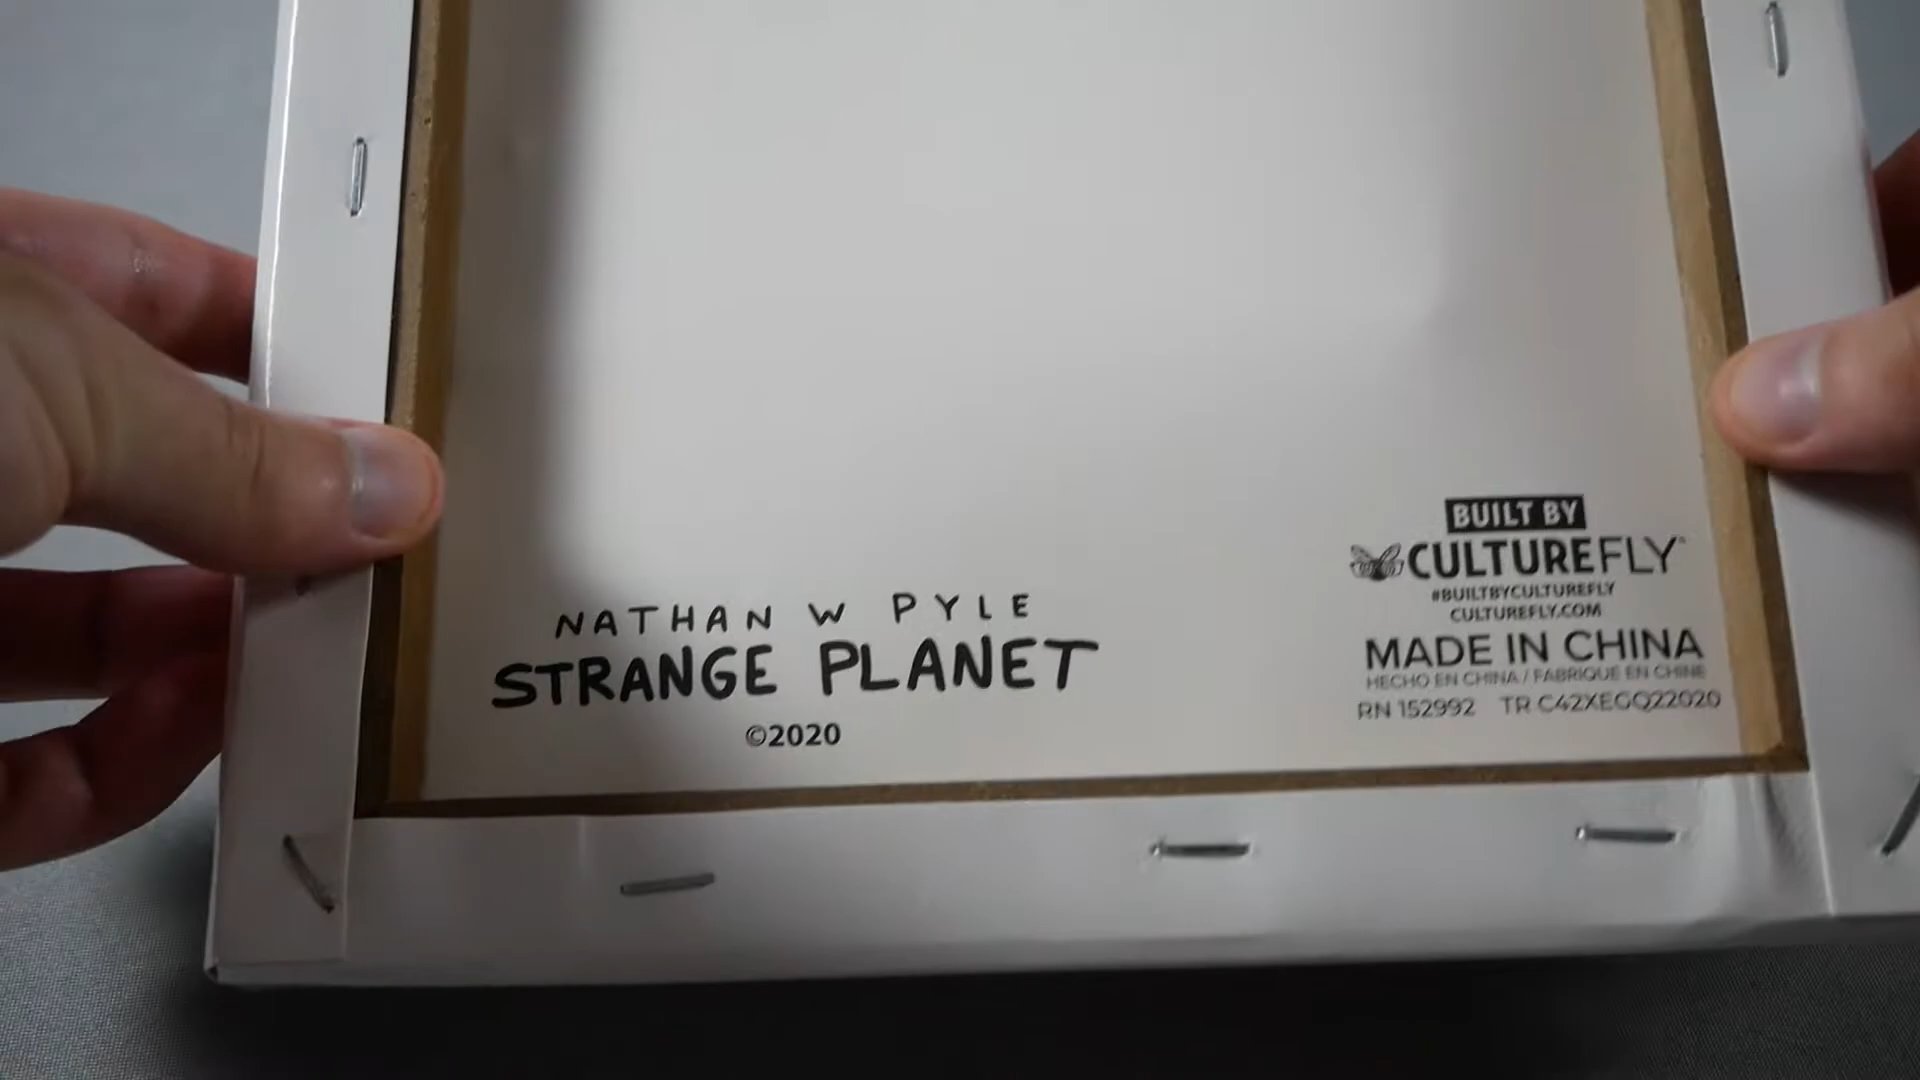 NATHAN W PYLE
STRANGE PLANET
©2020
BUILT BY
CULTUREFLY
#BUILTBYCULTUREFLY
CULTUREFLY.COM
MADE IN CHINA
HECHO EN CHINA / FABRIQUE EN CHINE
RN 152992 TR C42XEGQ22020